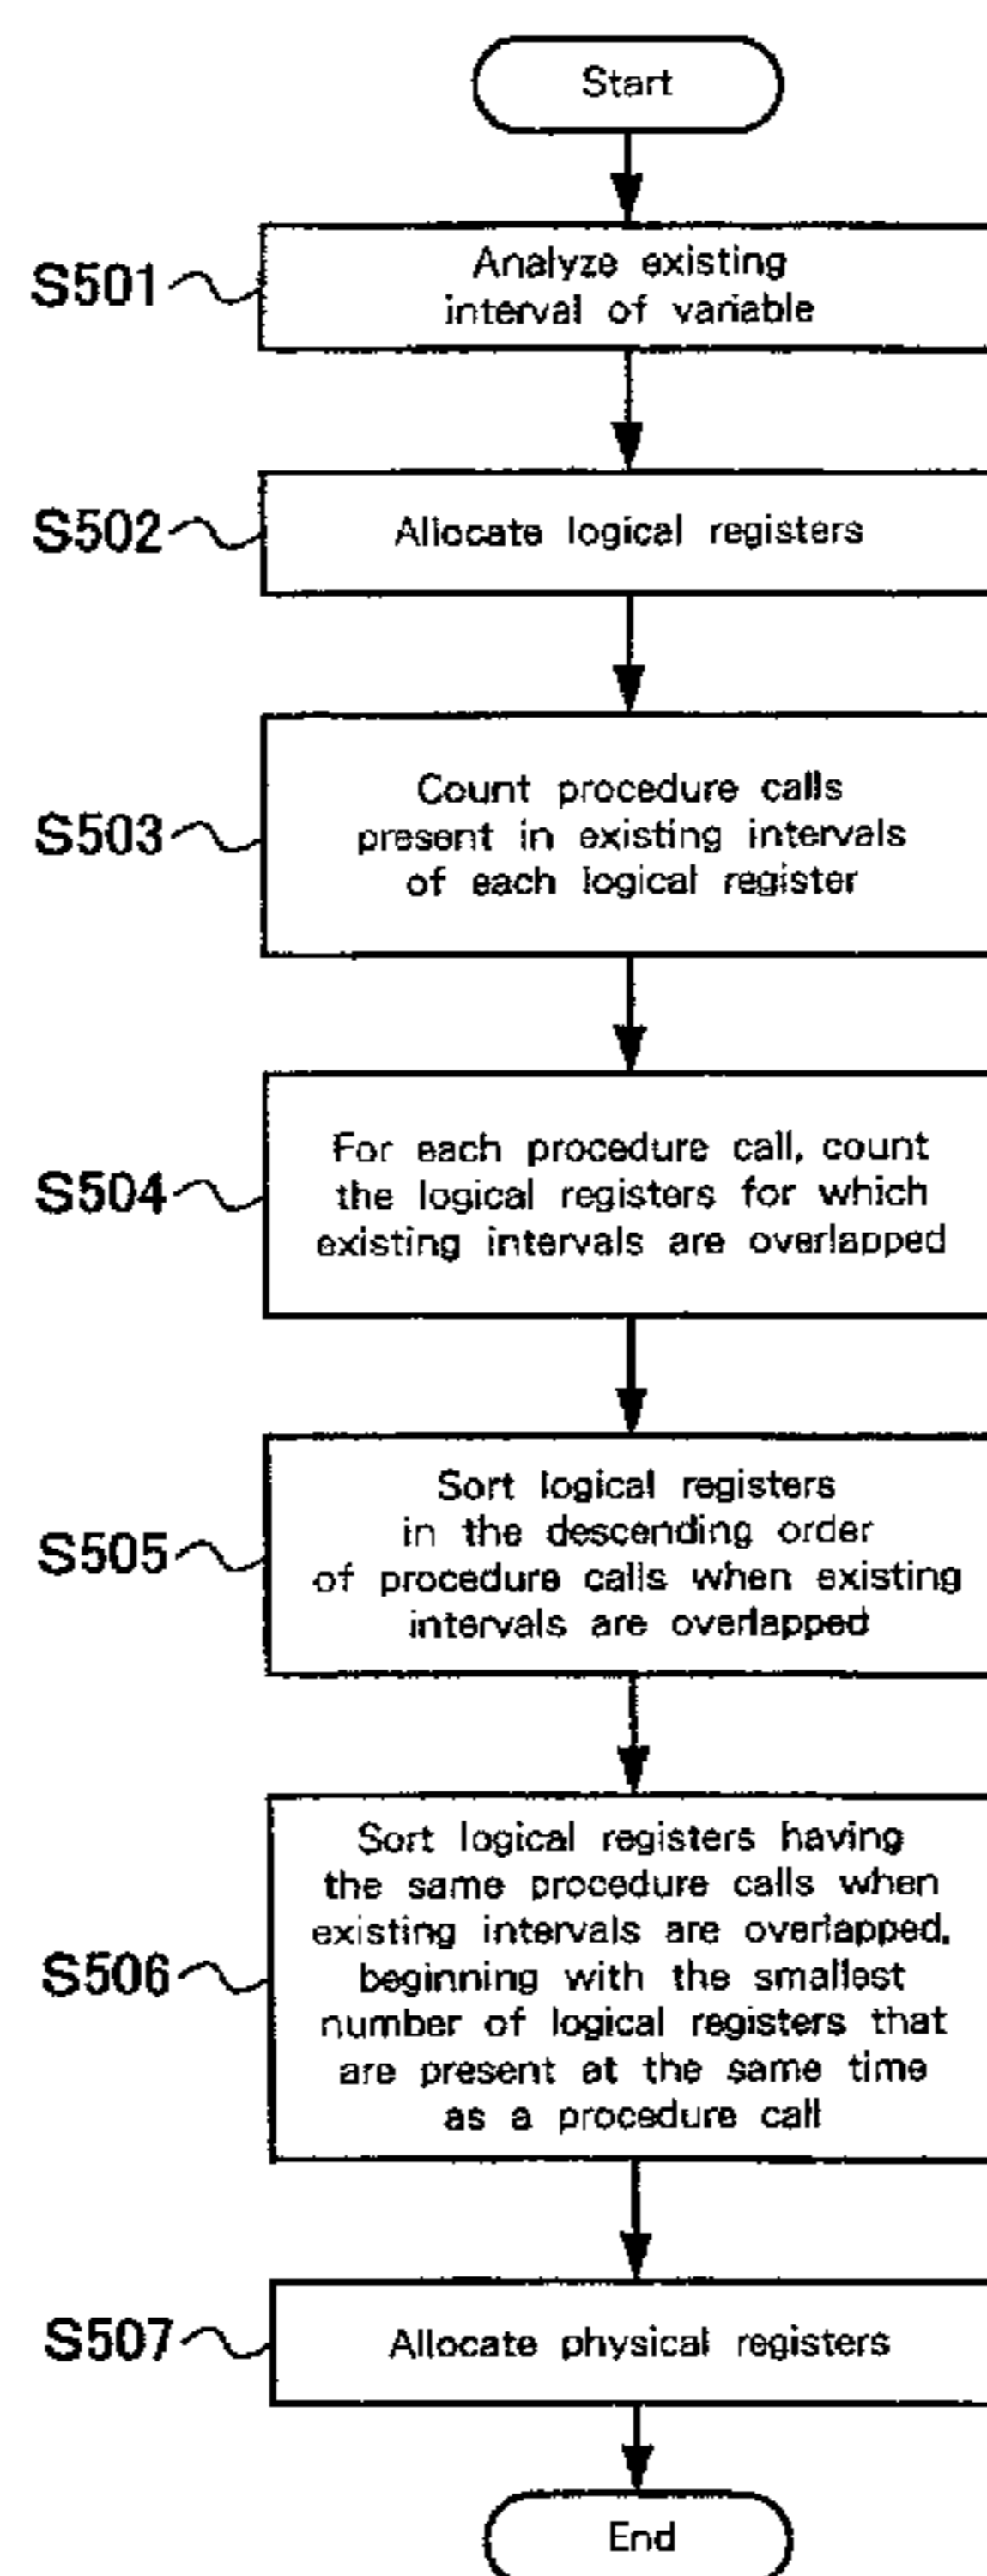 Start
S501
Analyze existing
interval of variable
S502
Allocate logical registers
S503
Count procedure calls
present in existing intervals
of each logical register
S504
For each procedure call, count
the logical registers for which
existing intervals are overlapped
S505
Sort logical registers
in the descending order
of procedure calls when existing
intervals are overlapped
S506
Sort logical registers having
the same procedure calls when
existing intervals are overlapped,
beginning with the smallest
number of logical registers that
are present at the same time
as a procedure call
S507
Allocate physical registers
End